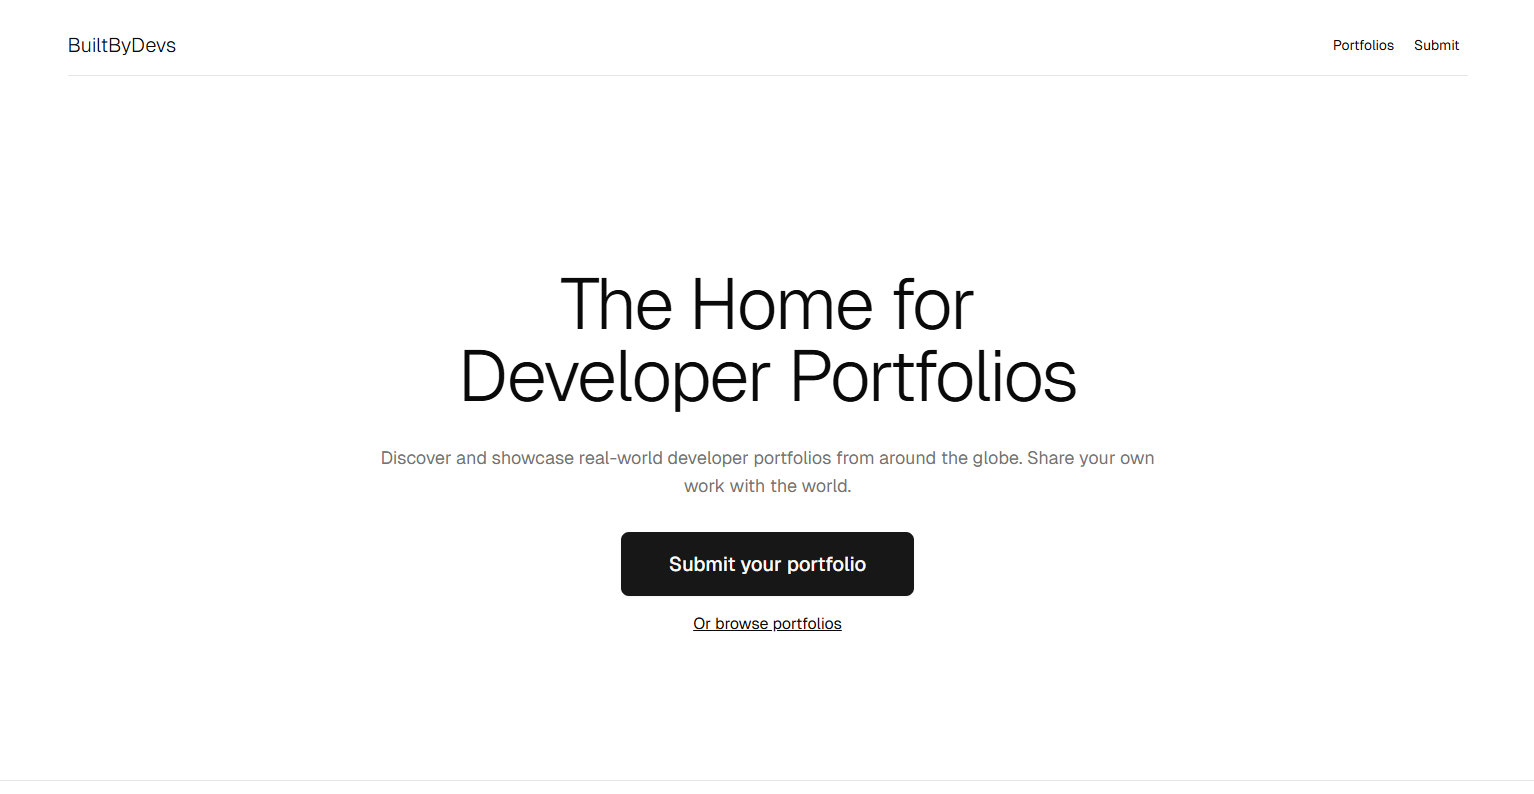 BuiltByDevs
Portfolios
Submit
The Home for
Developer Portfolios
Discover and showcase real-world developer portfolios from around the globe. Share your own
work with the world.
Submit your portfolio
Or browse portfolios